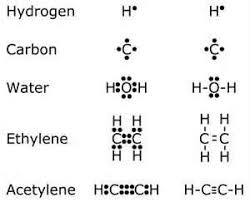 Hydrogen H• H•
Carbon •C• •C•
Water H:O:H H-O-H
H H H H
Ethylene C::C C=C
H H H H
Acetylene H:C:::C:H H-C≡C-H